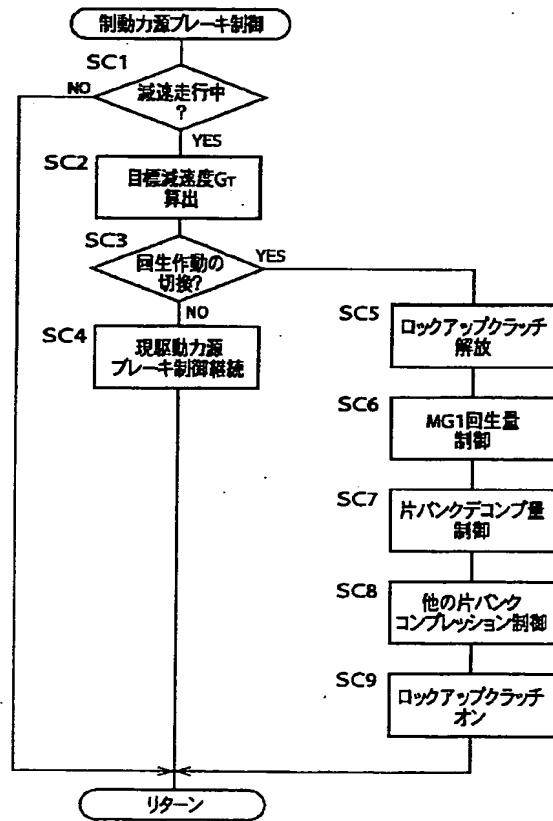 制動力源ブレーキ制御
SC1
減速走行中
?
NO
YES
SC2
目標減速度GT
算出
SC3
回生作動の
切換?
YES
NO
SC4
現駆動力源
ブレーキ制御継続
SC5
ロックアップクラッチ
解放
SC6
MG1回生量
制御
SC7
片バンクデコンプ量
制御
SC8
他の片バンク
コンプレッション制御
SC9
ロックアップクラッチ
オン
リターン